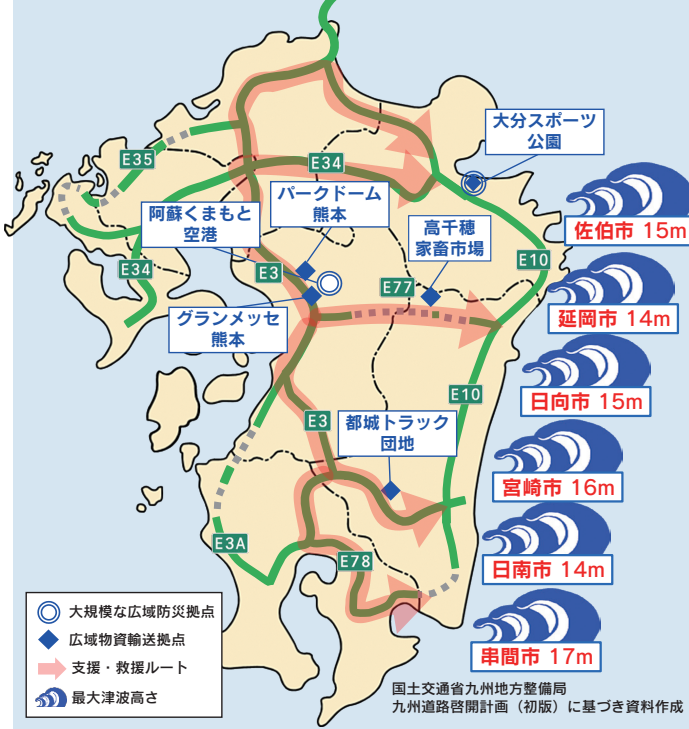 大分スポーツ
公園
E35
E34
パークドーム
熊本
阿蘇くまもと
空港
高千穂
家畜市場
佐伯市 15m
E34
E3
E77
E10
延岡市 14m
グランメッセ
熊本
日向市 15m
E10
E3
都城トラック
団地
宮崎市 16m
E3A
E78
日南市 14m
串間市 17m
大規模な広域防災拠点
広域物資輸送拠点
支援・救援ルート
最大津波高さ
国土交通省九州地方整備局
九州道路啓開計画（初版）に基づき資料作成